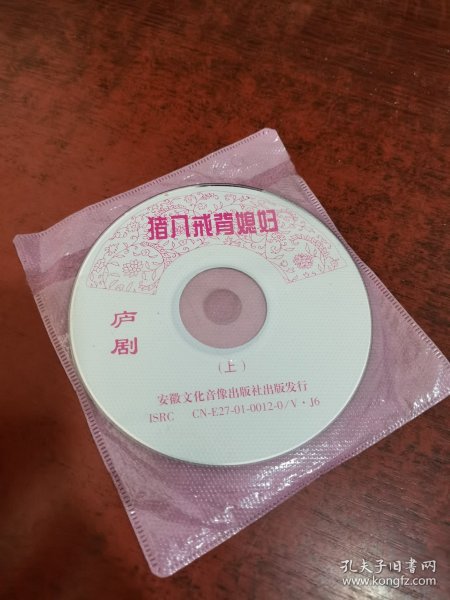 猪八戒背媳妇
庐剧
（上）
安徽文化音像出版社出版发行
ISRC CN-E27-01-0012-0/V·J6
孔夫子旧书网
www.kongfz.com